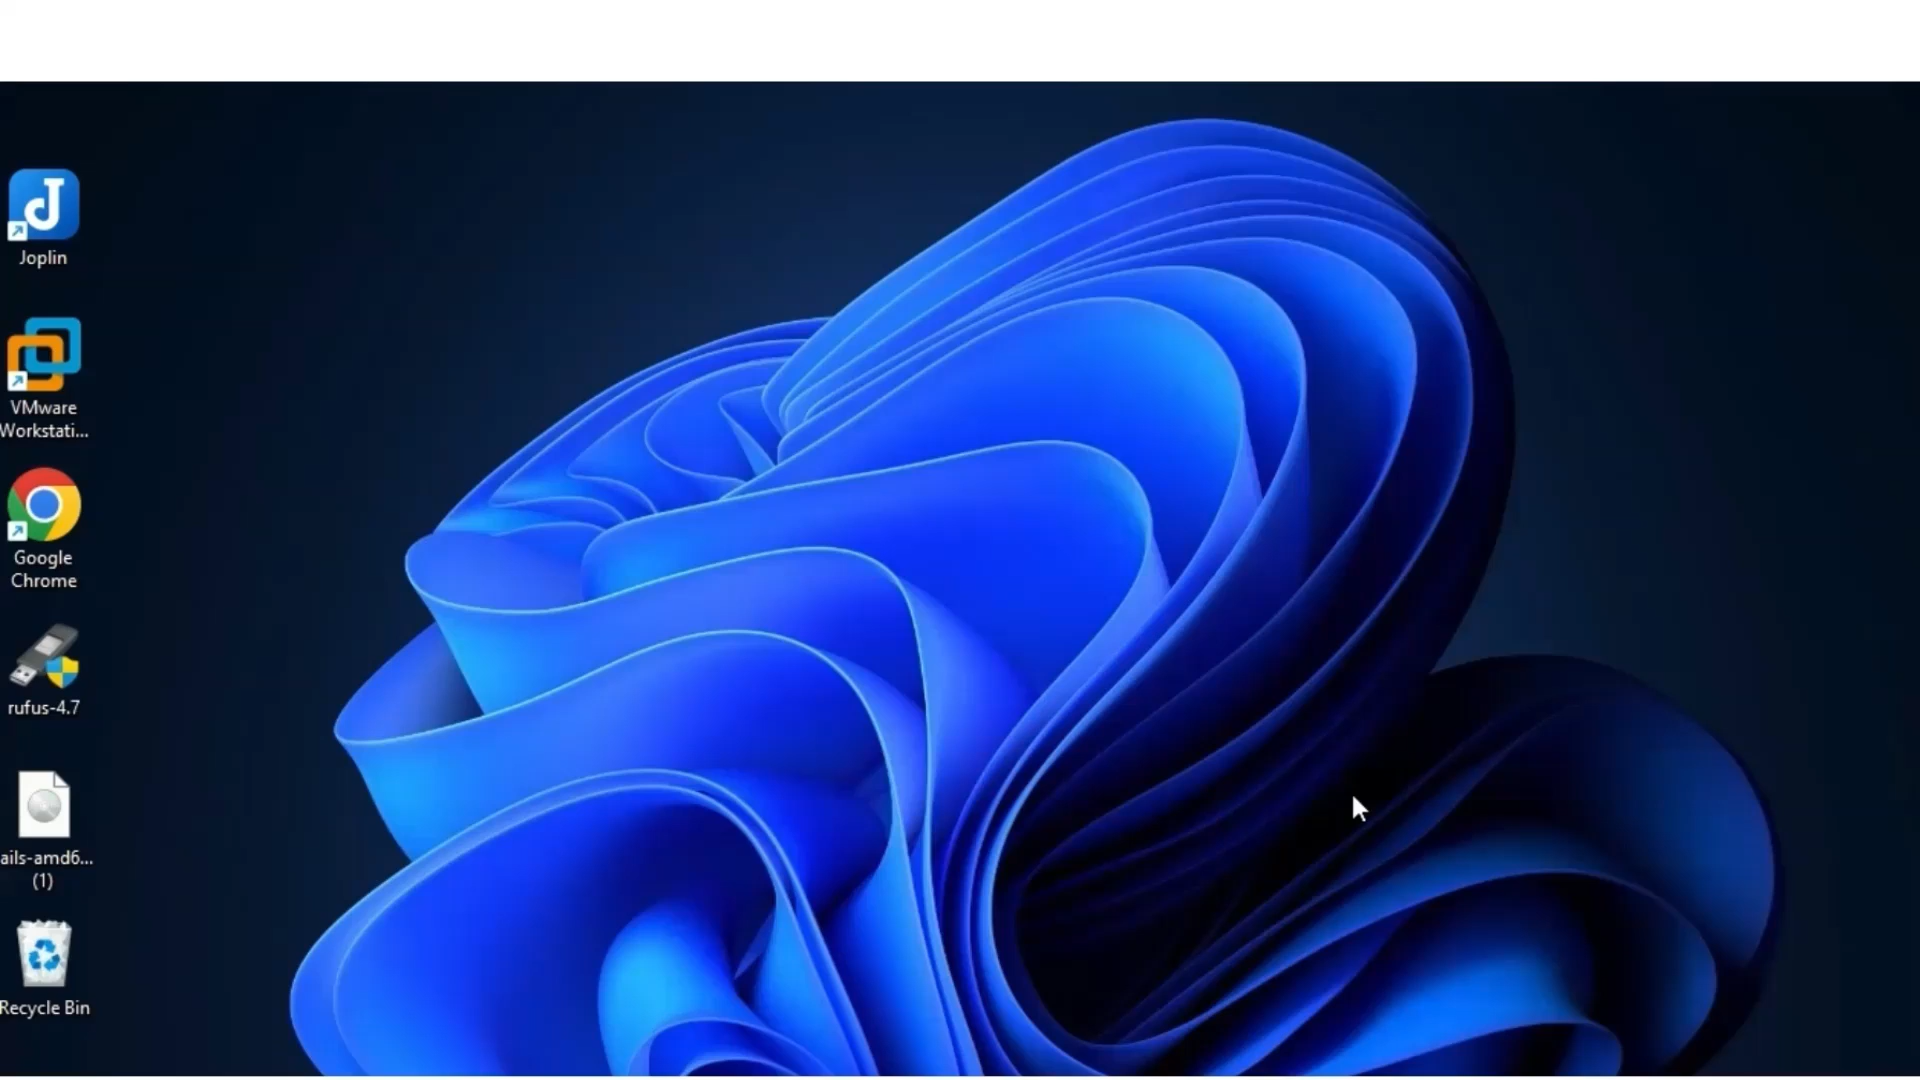 Joplin
VMware
Workstati...
Google
Chrome
rufus-4.7
ails-amd6...
(1)
Recycle Bin